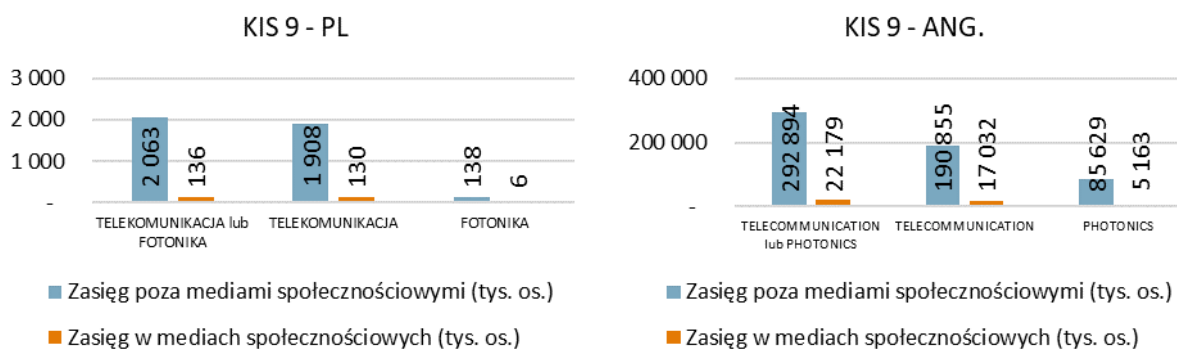 KIS 9 - PL
3 000
2 000
1 000
-
2 063
136
1 908
130
138
6
TELEKOMUNIKACJA lub
FOTONIKA
TELEKOMUNIKACJA
FOTONIKA
Zasięg poza mediami społecznościowymi (tys. os.)
Zasięg w mediach społecznościowych (tys. os.)
KIS 9 - ANG.
400 000
200 000
-
292 894
22 179
190 855
17 032
85 629
5 163
TELECOMMUNICATION
lub PHOTONICS
TELECOMMUNICATION
PHOTONICS
Zasięg poza mediami społecznościowymi (tys. os.)
Zasięg w mediach społecznościowych (tys. os.)